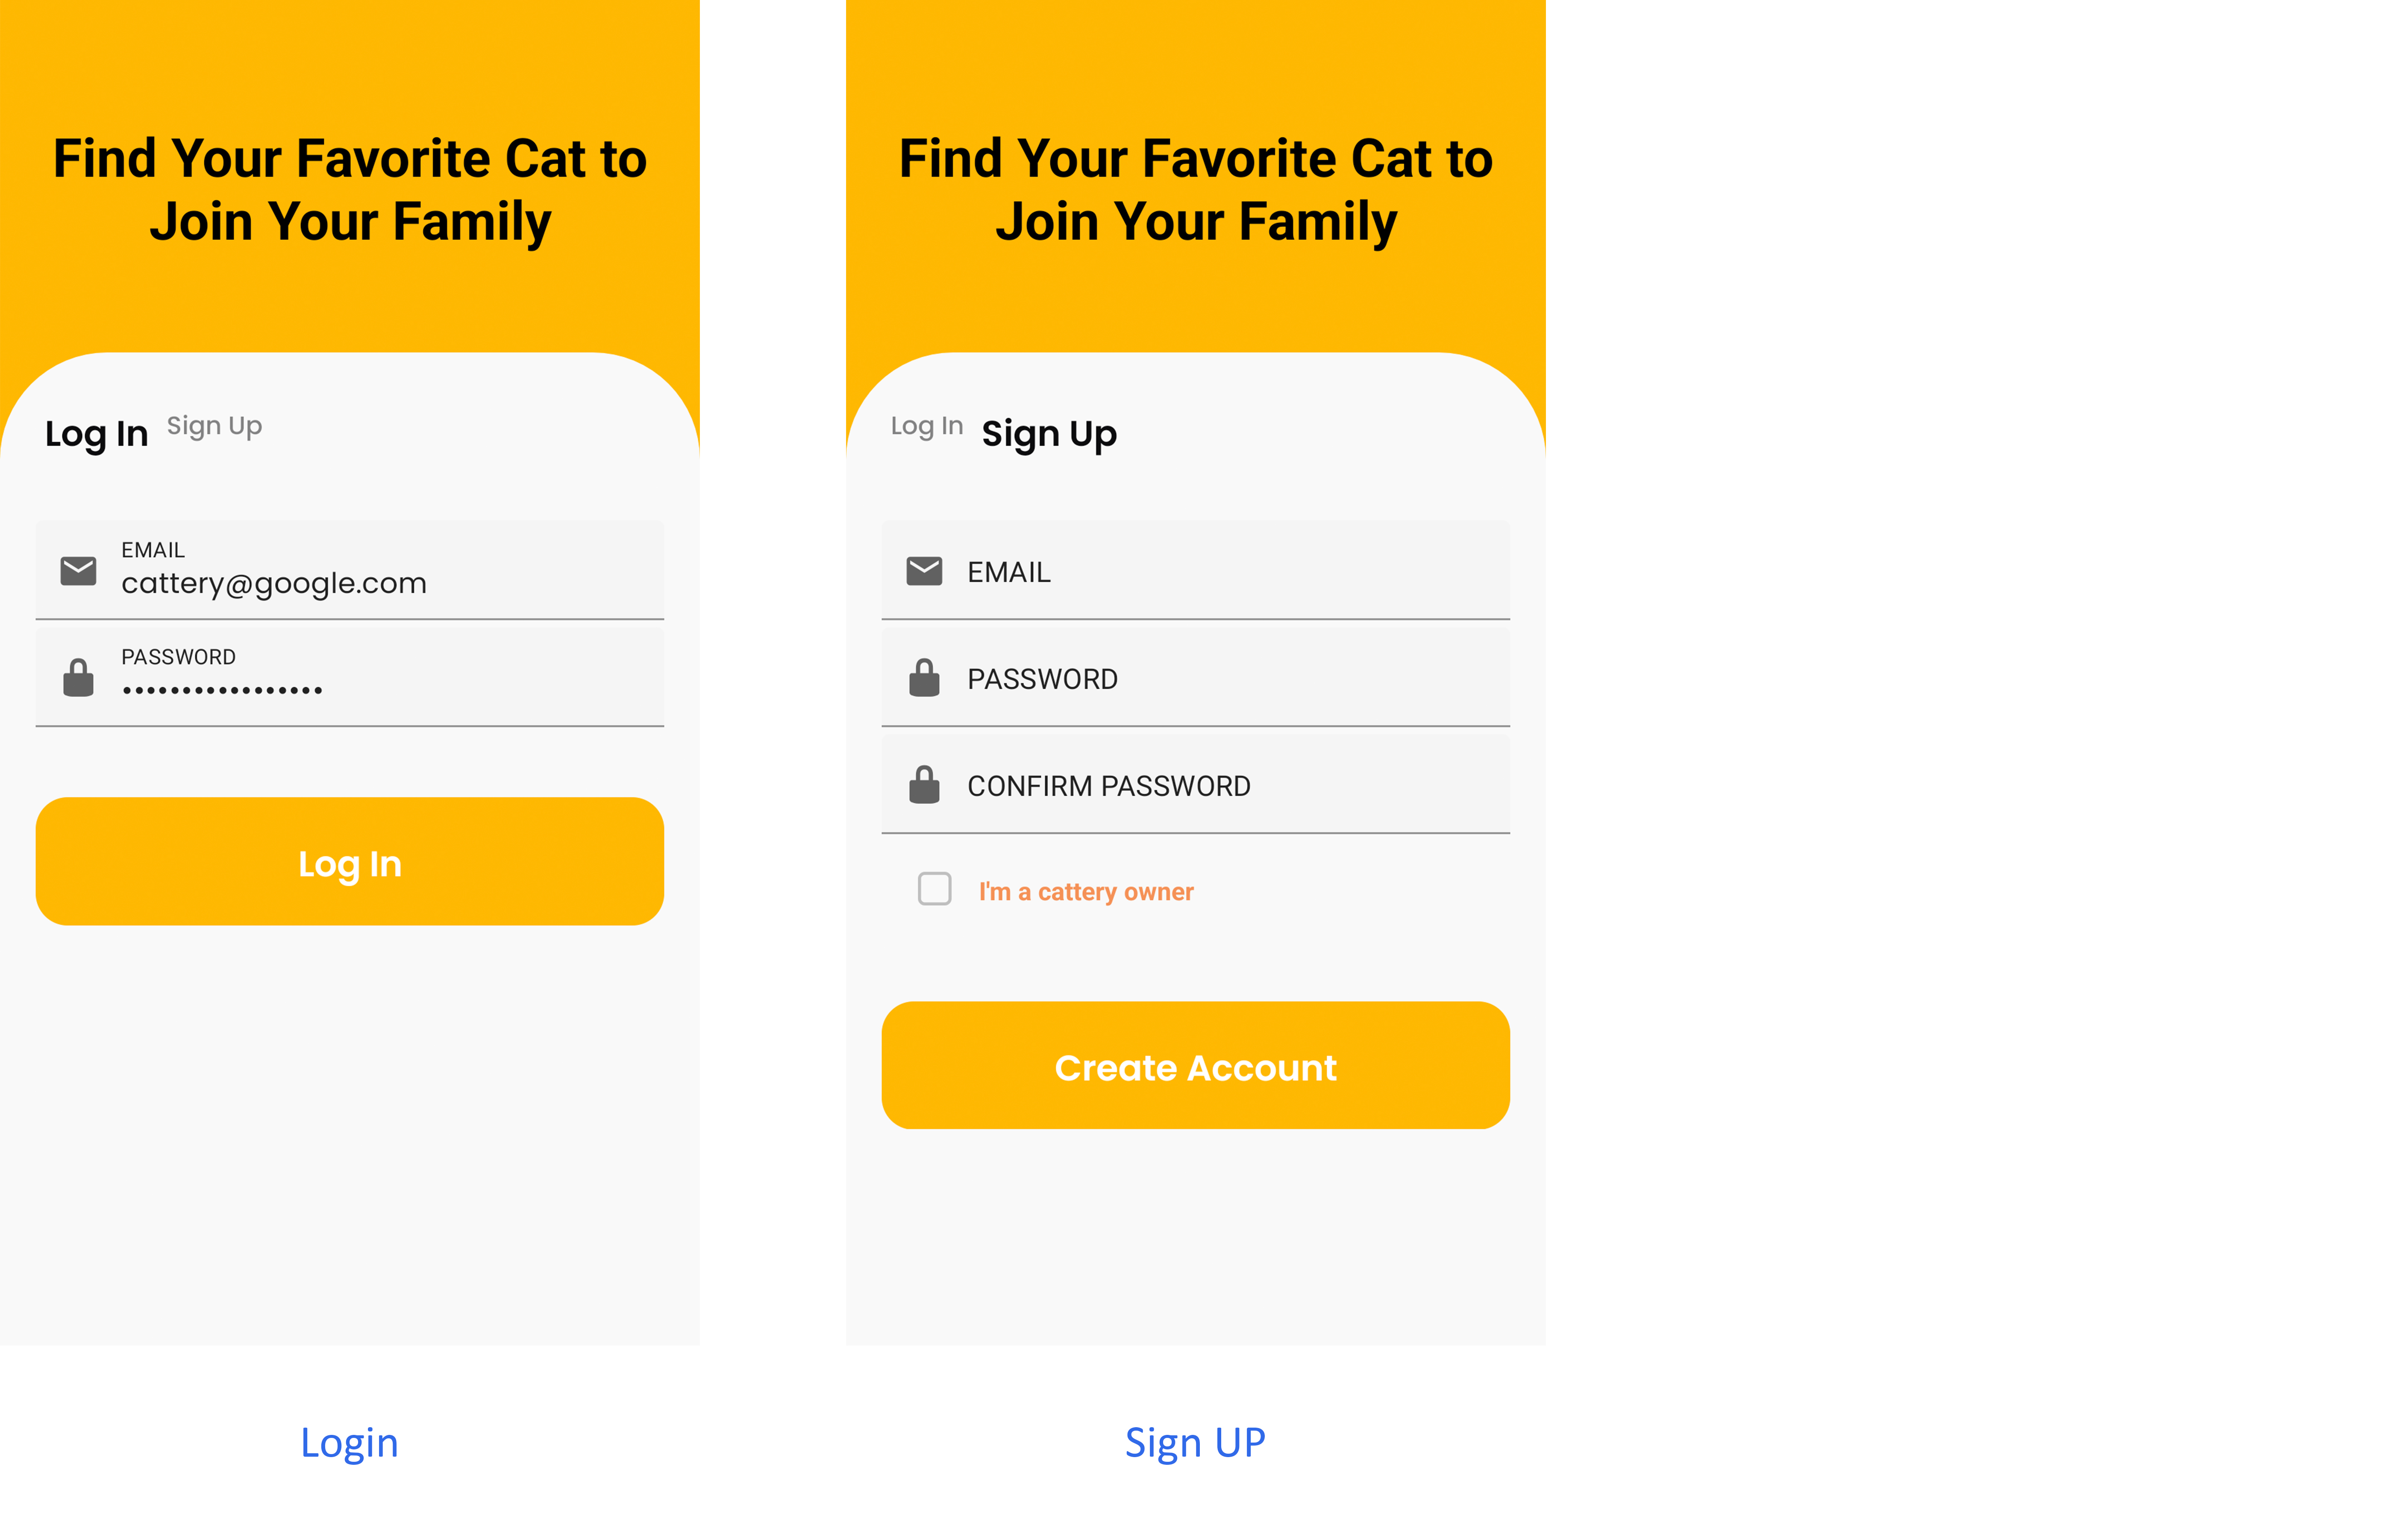 Find Your Favorite Cat to
Join Your Family
Log In Sign Up
EMAIL
cattery@google.com
PASSWORD
•••••••••••••••••
Log In
Login
Find Your Favorite Cat to
Join Your Family
Log In Sign Up
EMAIL
PASSWORD
CONFIRM PASSWORD
I'm a cattery owner
Create Account
Sign UP